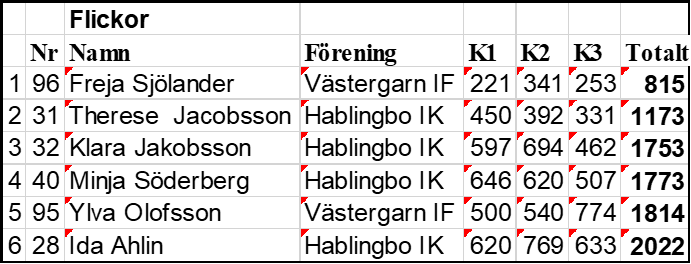 Flickor
Nr Namn Förening K1 K2 K3 Totalt
1 96 Freja Sjölander Västergarn IF 221 341 253 815
2 31 Therese  Jacobsson Hablingbo IK 450 392 331 1173
3 32 Klara Jakobsson Hablingbo IK 597 694 462 1753
4 40 Minja Söderberg Hablingbo IK 646 620 507 1773
5 95 Ylva Olofsson Västergarn IF 500 540 774 1814
6 28 Ida Ahlin Hablingbo IK 620 769 633 2022